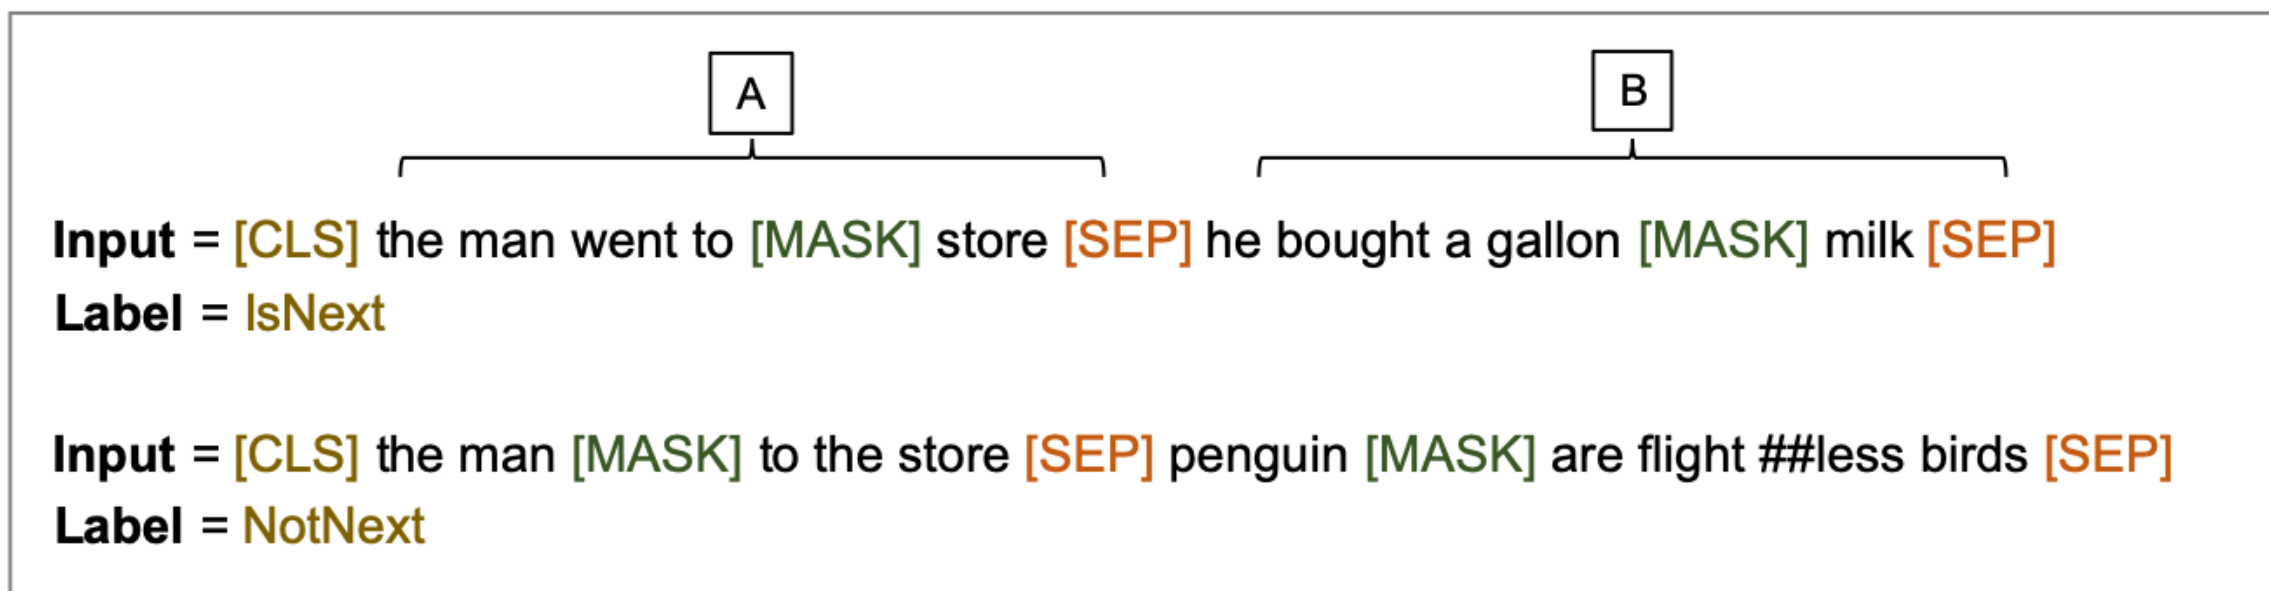 A B
Input = [CLS] the man went to [MASK] store [SEP] he bought a gallon [MASK] milk [SEP]
Label = IsNext
Input = [CLS] the man [MASK] to the store [SEP] penguin [MASK] are flight ##less birds [SEP]
Label = NotNext